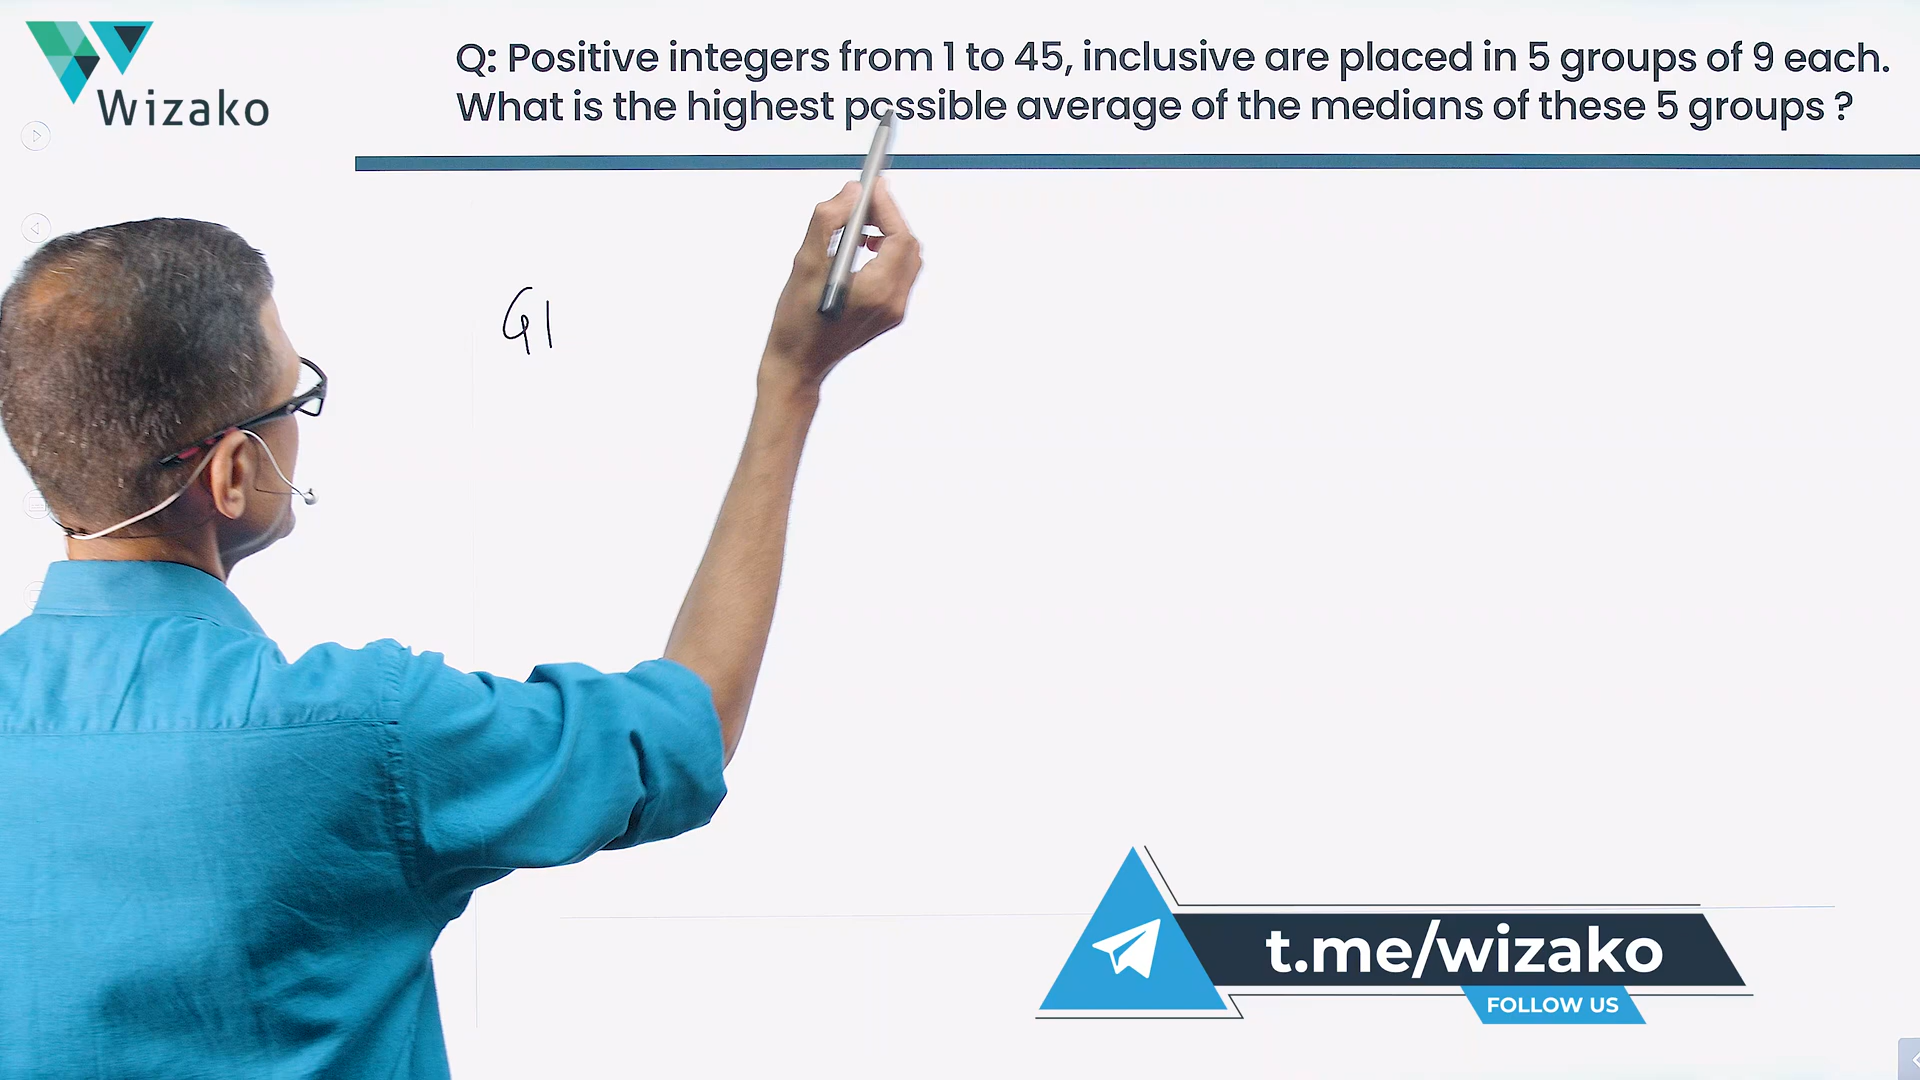 Wizako
Q: Positive integers from 1 to 45, inclusive are placed in 5 groups of 9 each.
What is the highest possible average of the medians of these 5 groups ?
G1
t.me/wizako
FOLLOW US